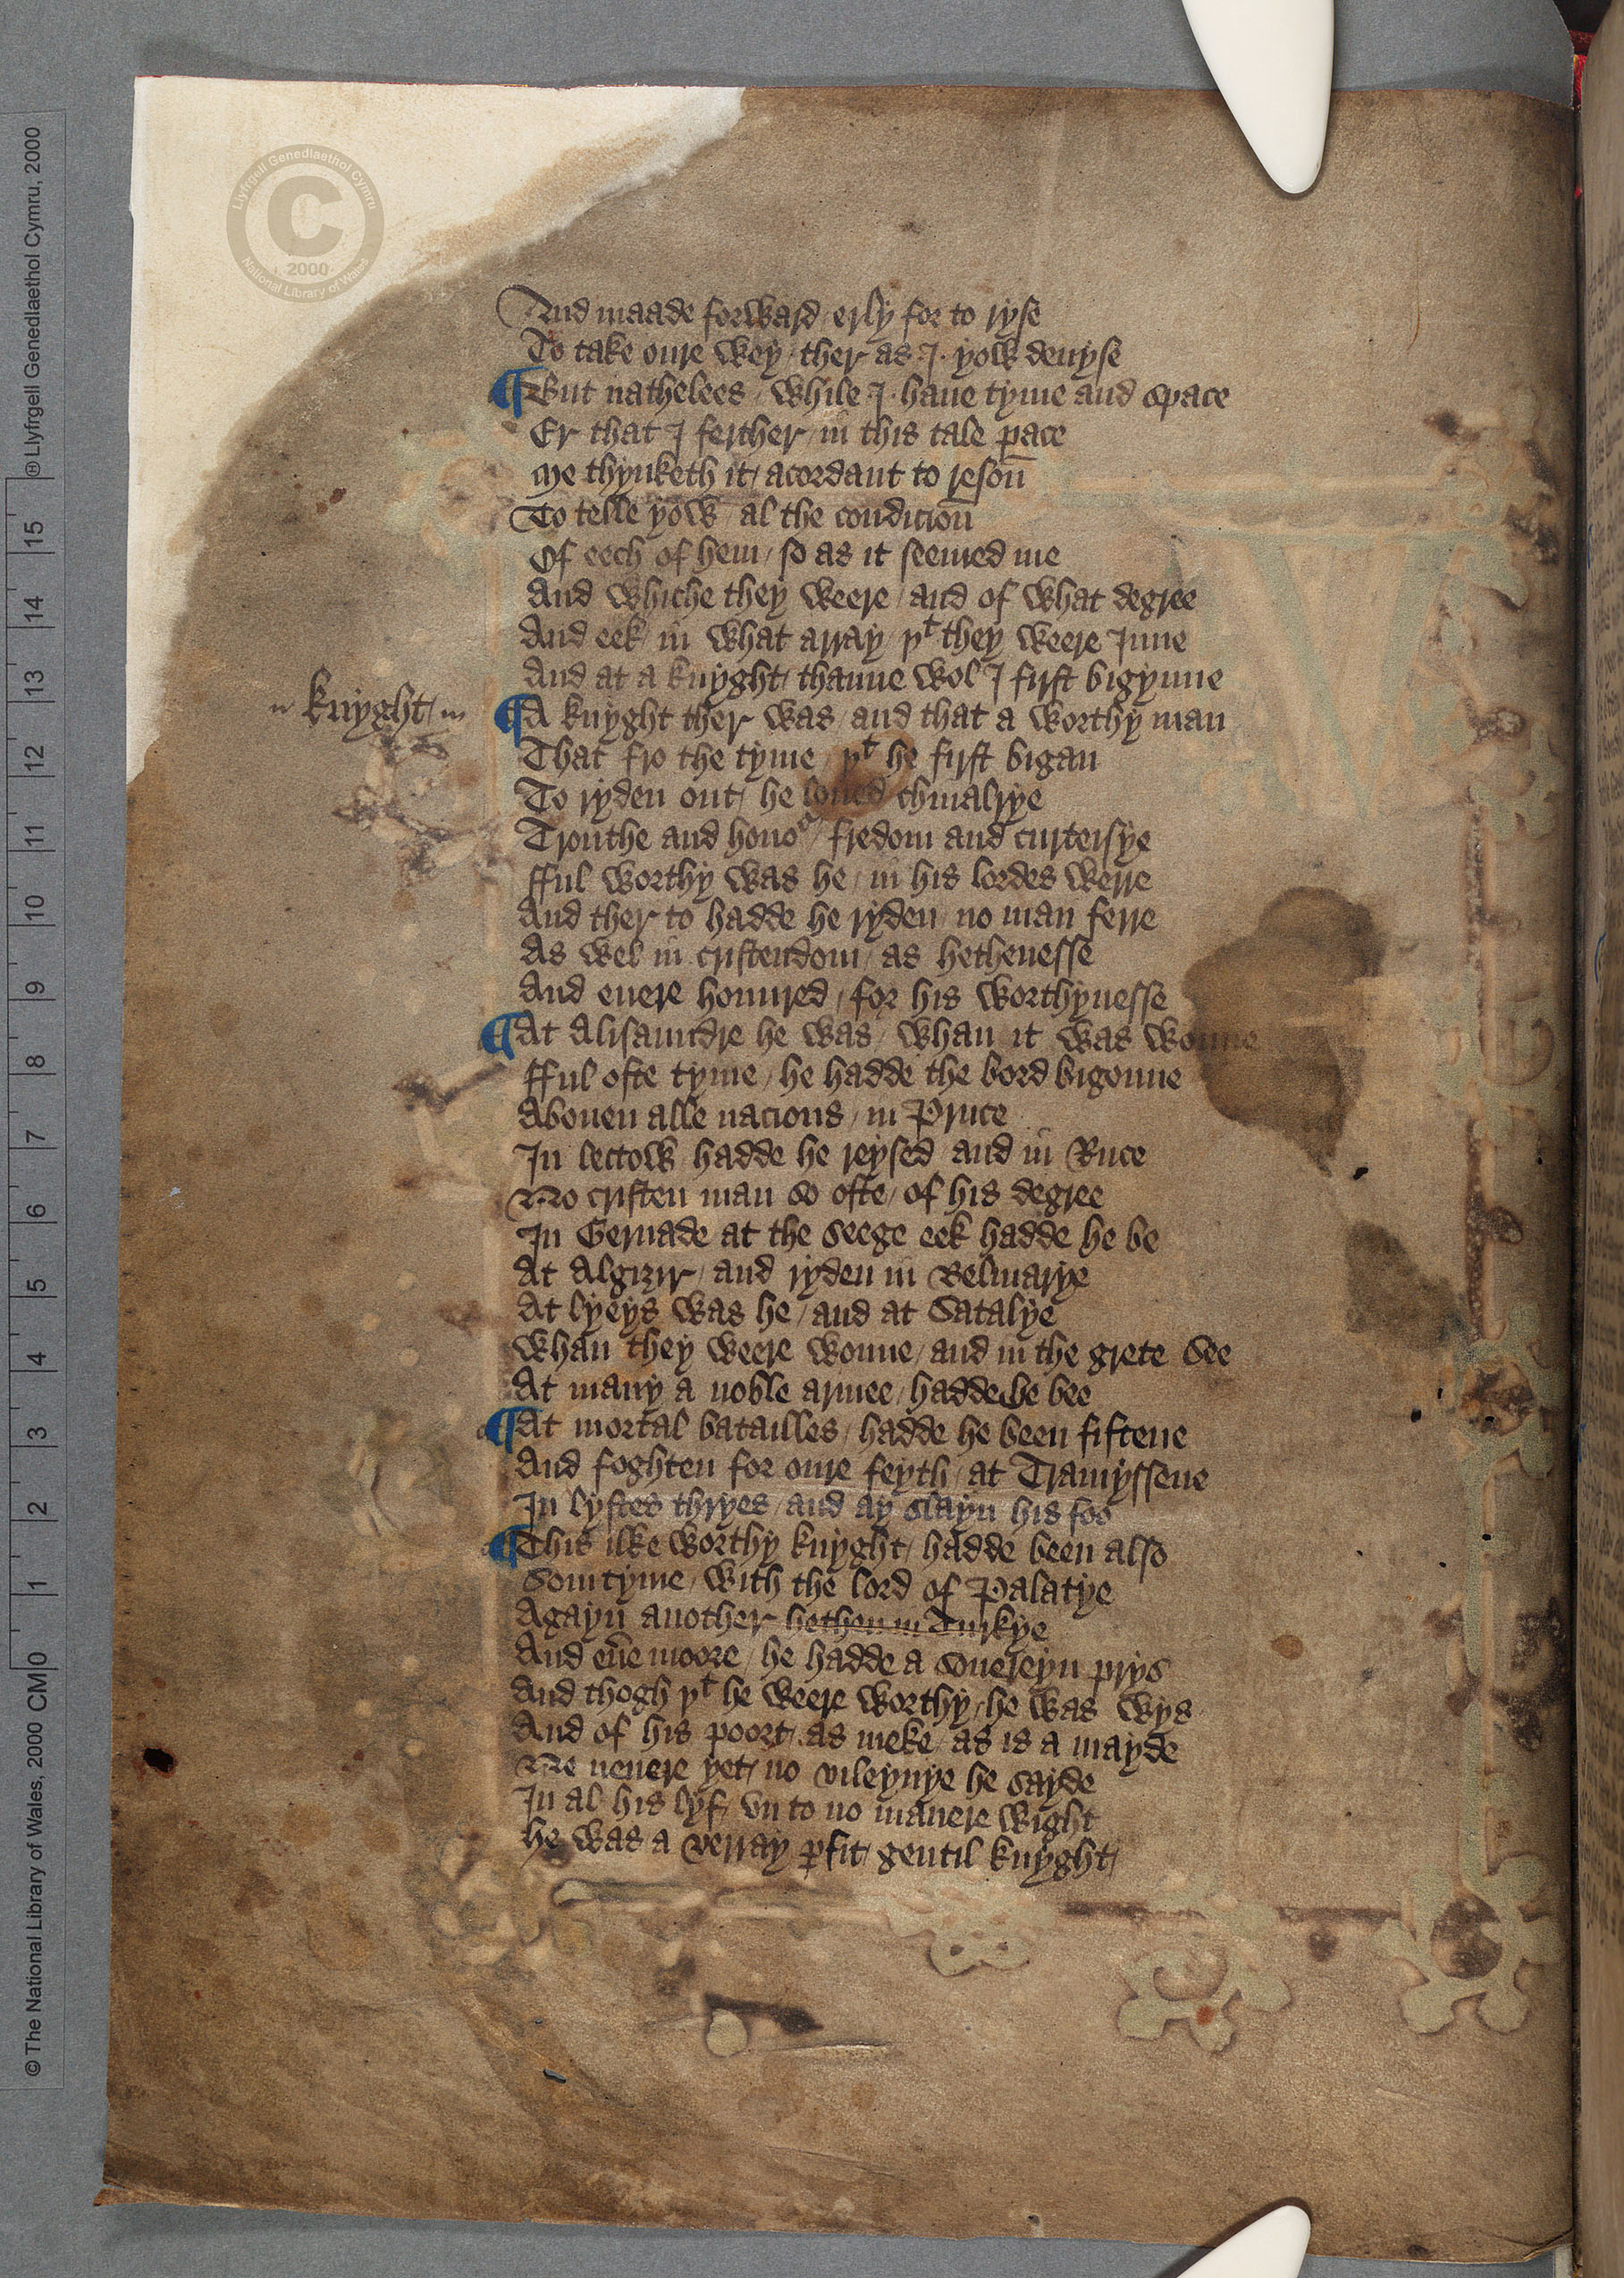 And maade forward / erly for to ryse
To take oure wey / ther as .I. yow deuyse
¶ But nathelees / while .I. haue tyme and space
Er that I ferther / in this tale pace
Me thynketh it / acordant to reson̄
To telle yow / al the condicion̄
Of eech of hem / so as it seemed me
And whiche they weere / and of what degree
And eek in what array / þᵗ they weere Inne
And at a knyght / thanne wol I first bigynne
knyght
¶ A knyght ther was / and that a worthy man
That fro the tyme / þᵗ he first bigan
To ryden out / he loued chiualrye
Trouthe and honoᵘʳ / fredom and curteisye
fful worthy was he / in his lordes werre
And ther to hadde he ryden / no man ferre
As wel in cristendom / as hethenesse
And euere honured / for his worthynesse
¶ At Alisaundre he was / whan it was wonne
fful ofte tyme / he hadde the bord bigonne
Abouen alle nacions / in Pruce
In lettow hadde he reysed and in Ruce
No cristen man so ofte / of his degree
In Gernade at the seege eek hadde he be
At Algizir / and ryden in Belmarye
At lyeys was he / and at Satalye
Whan they weere wonne / and in the grete See
At many a noble armee / hadde he bee
¶ At mortal batailles / hadde he been fiftene
And foghten for oure feyth / at Tramyssene
In lystes thryes / and ay slayn his foo
¶ This ilke worthy knyght / hadde been also
Somtyme / with the lord of Palatye
Agayn another hethen in Turkye
And eu̅e moore / he hadde a souereyn prys
And thogh þᵗ he weere worthy / he was wys
And of his poort / as meke / as is a mayde
Ne neuere yet / no vileynye he sayde
In al his lyf / vn to no manere wight
he was a verray ꝑfit / gentil knyght /
® Llyfrgell Genedlaethol Cymru, 2000
15
14
13
12
11
10
9
8
7
6
5
4
3
2
1
0
© The National Library of Wales, 2000 CM
Llyfrgell Genedlaethol Cymru
C
2000
National Library of Wales